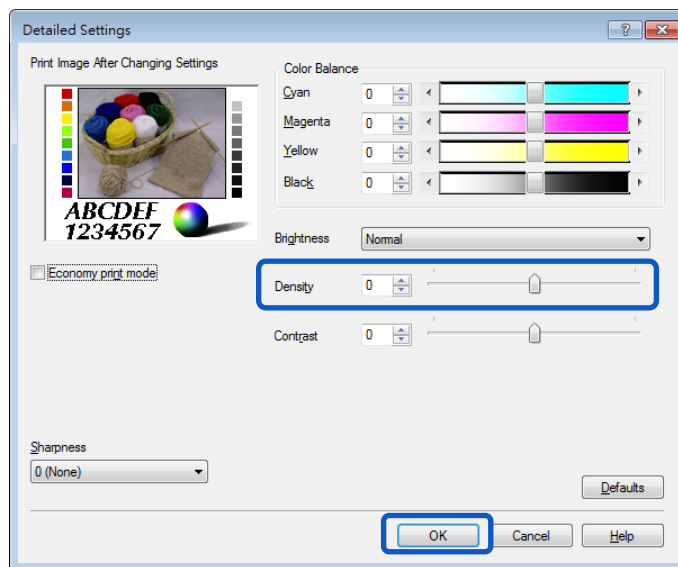 Detailed Settings
Print Image After Changing Settings
ABCDEF
1234567
Economy print mode
Color Balance
Cyan 0
Magenta 0
Yellow 0
Black 0
Brightness Normal
Density 0
Contrast 0
Sharpness
0 (None)
Defaults
OK Cancel Help